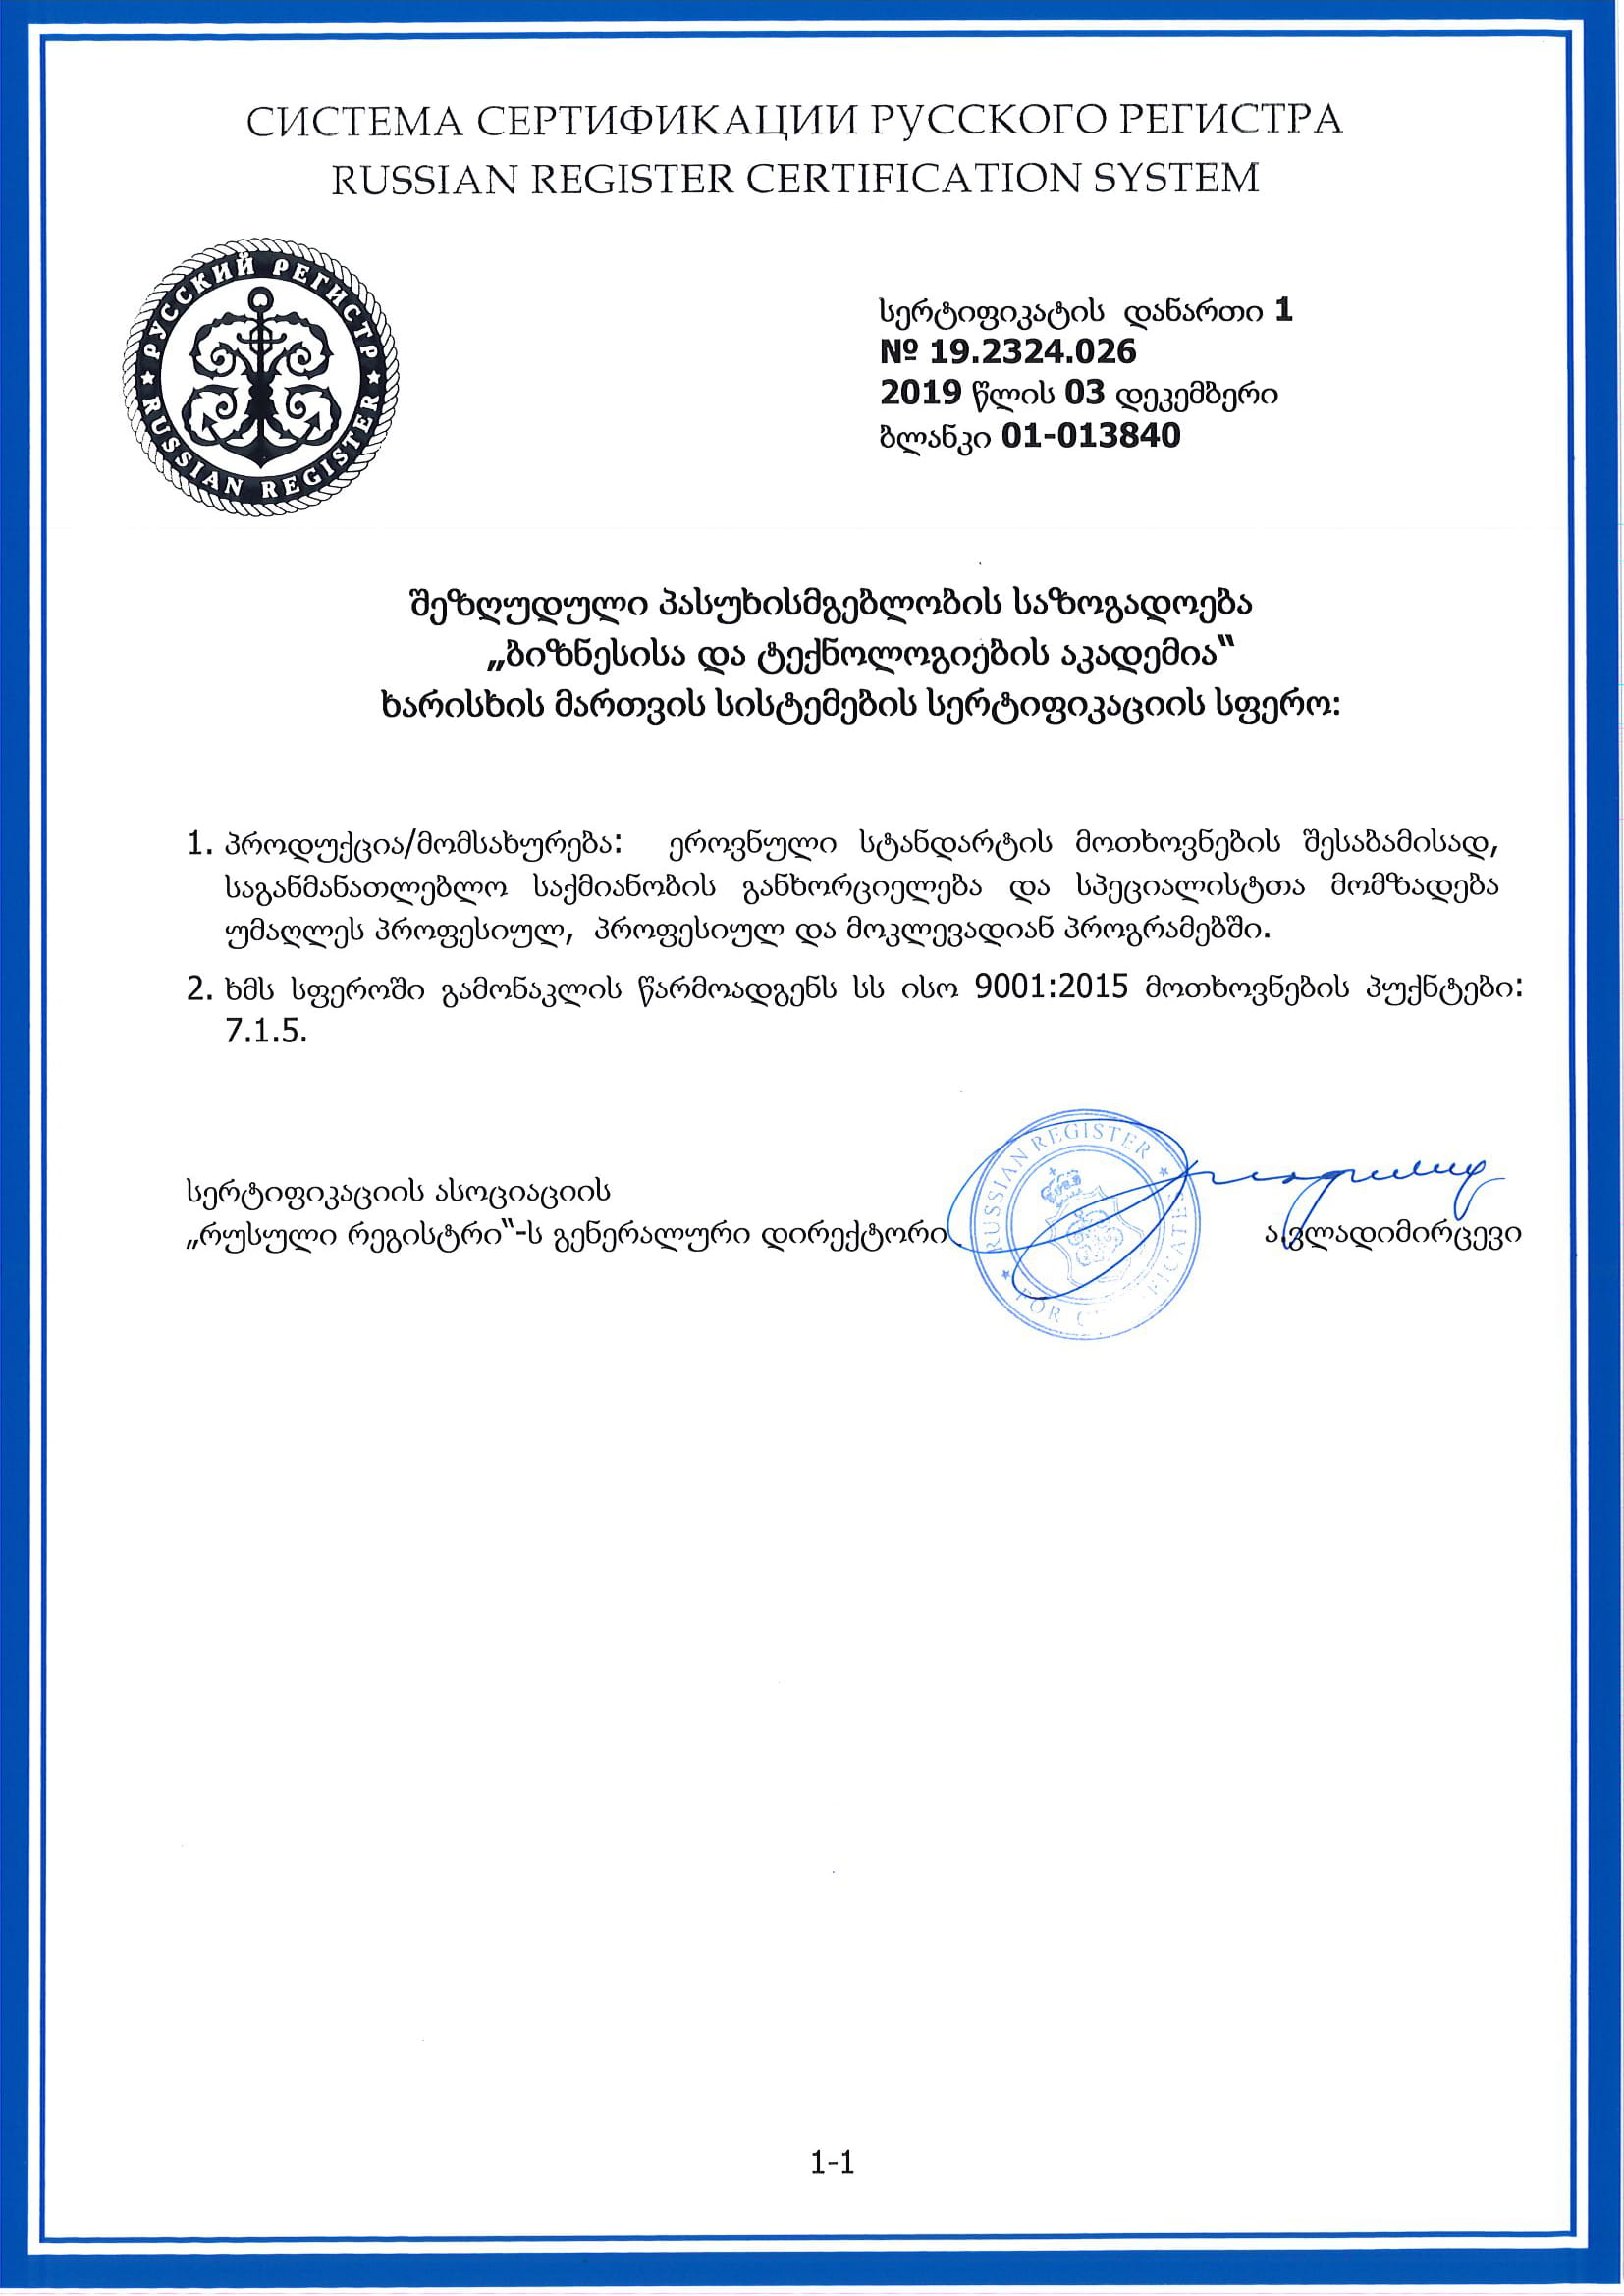 СИСТЕМА СЕРТИФИКАЦИИ РУССКОГО РЕГИСТРА
RUSSIAN REGISTER CERTIFICATION SYSTEM
РУССКИЙ РЕГИСТР
RUSSIAN REGISTER
სერტიფიკატის დანართი 1
№ 19.2324.026
2019 წლის 03 დეკემბერი
ბლანკი 01-013840
შეზღუდული პასუხისმგებლობის საზოგადოება
„ბიზნესისა და ტექნოლოგიების აკადემია“
ხარისხის მართვის სისტემების სერტიფიკაციის სფერო:
1. პროდუქცია/მომსახურება: ეროვნული სტანდარტის მოთხოვნების შესაბამისად,
საგანმანათლებლო საქმიანობის განხორციელება და სპეციალისტთა მომზადება
უმაღლეს პროფესიულ, პროფესიულ და მოკლევადიან პროგრამებში.
2. ხმს სფეროში გამონაკლის წარმოადგენს სს ისო 9001:2015 მოთხოვნების პუქნტები:
7.1.5.
RUSSIAN REGISTER
FOR
სერტიფიკაციის ასოციაციის
„რუსული რეგისტრი“-ს გენერალური დირექტორი
ა.ვლადიმირცევი
1-1